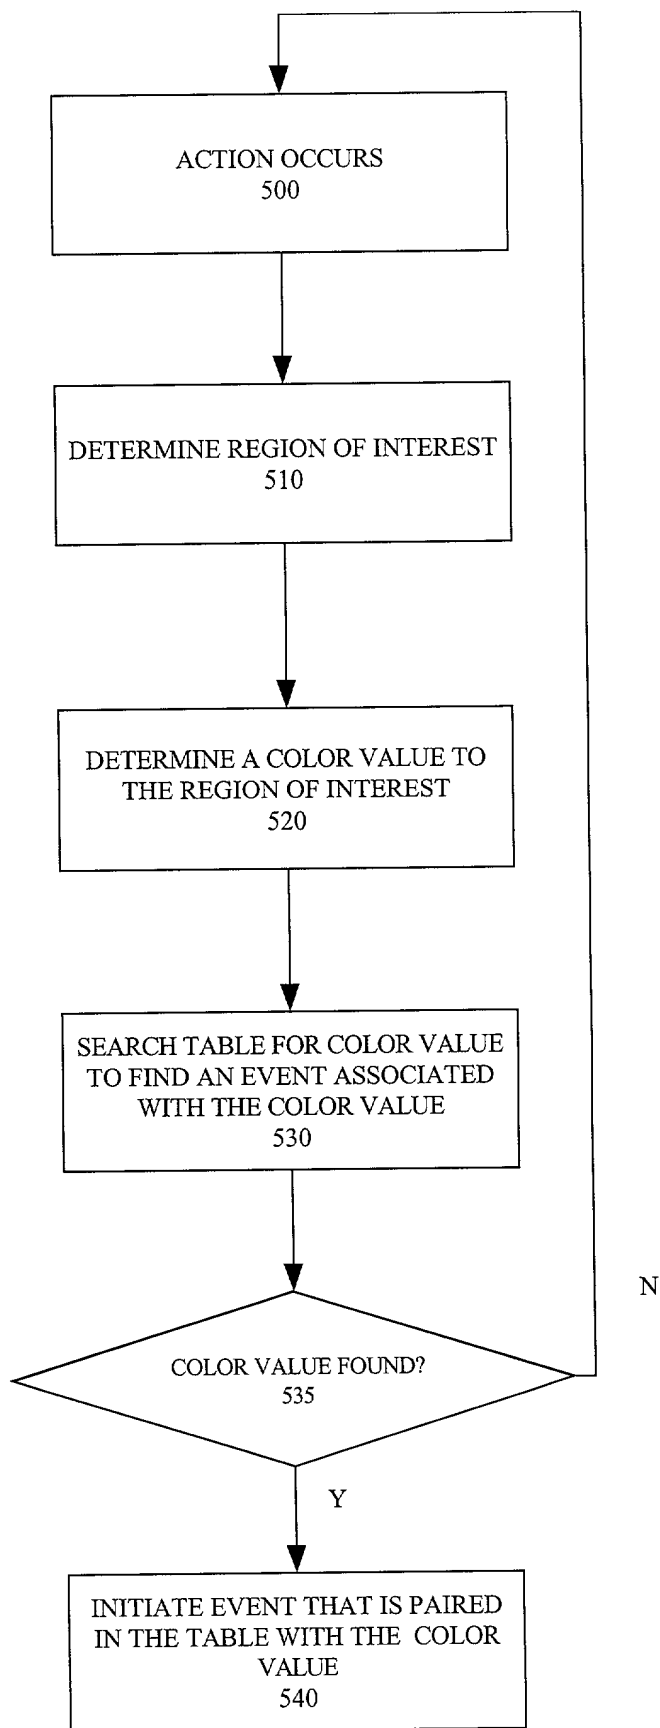 ACTION OCCURS
500
DETERMINE REGION OF INTEREST
510
DETERMINE A COLOR VALUE TO
THE REGION OF INTEREST
520
SEARCH TABLE FOR COLOR VALUE
TO FIND AN EVENT ASSOCIATED
WITH THE COLOR VALUE
530
N
COLOR VALUE FOUND?
535
Y
INITIATE EVENT THAT IS PAIRED
IN THE TABLE WITH THE COLOR
VALUE
540